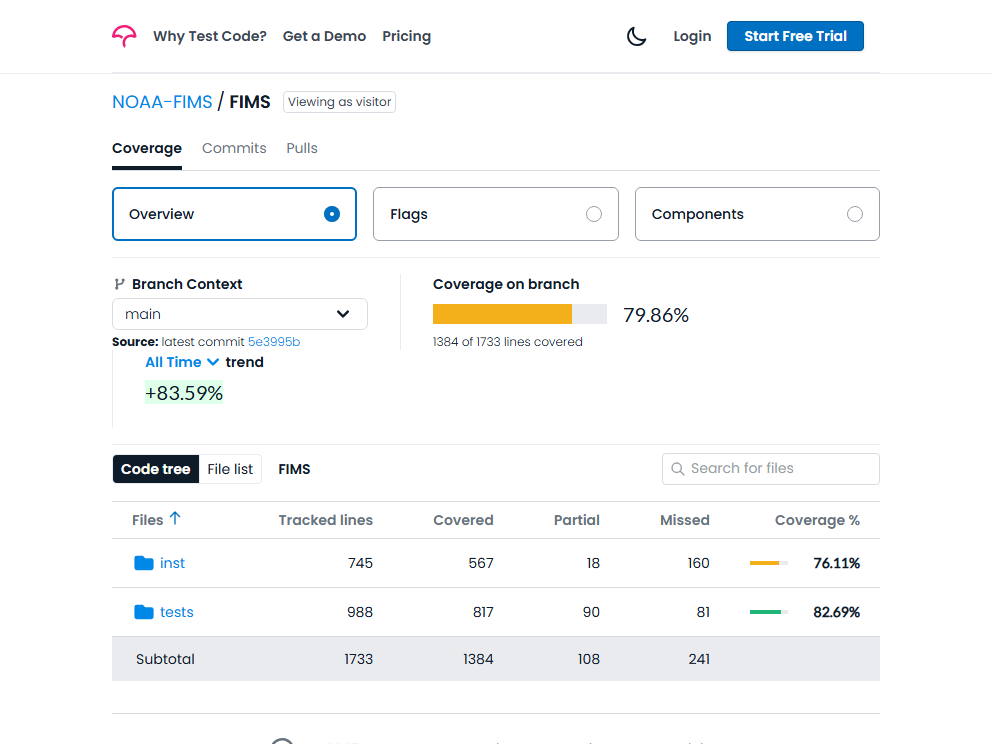 Why Test Code? Get a Demo Pricing Login Start Free Trial
NOAA-FIMS / FIMS Viewing as visitor
Coverage Commits Pulls
Overview Flags Components
Branch Context
main
Source: latest commit 5e3995b
Coverage on branch
79.86%
1384 of 1733 lines covered
All Time trend
+83.59%
Code tree File list FIMS Search for files
Files Tracked lines Covered Partial Missed Coverage %
inst 745 567 18 160 76.11%
tests 988 817 90 81 82.69%
Subtotal 1733 1384 108 241